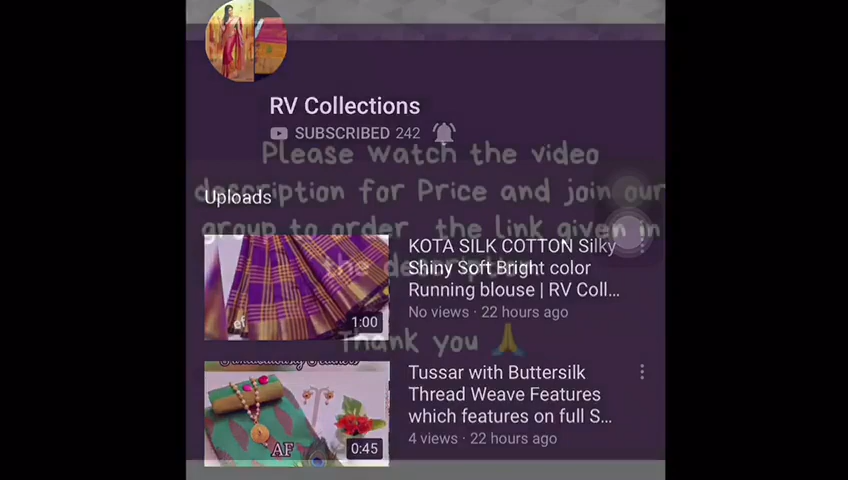 RV Collections
SUBSCRIBED 242
Please watch the video
description for Price and join our
group to order the link given in
the description
Thank you 🙏
Uploads
KOTA SILK COTTON Silky
Shiny Soft Bright color
Running blouse | RV Coll...
No views · 22 hours ago
ef
1:00
Tussar with Buttersilk
Thread Weave Features
which features on full S...
4 views · 22 hours ago
AF
0:45